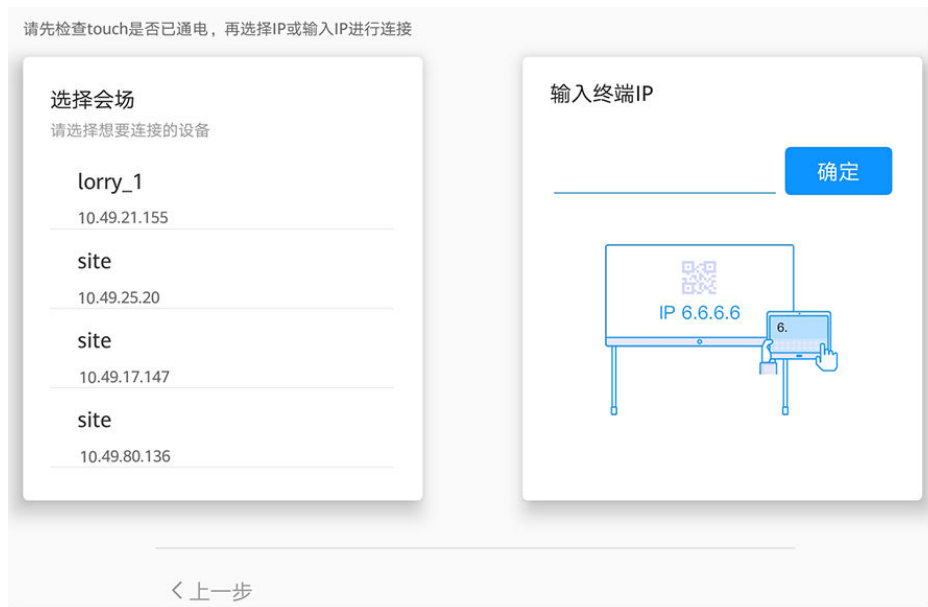 请先检查touch是否已通电，再选择IP或输入IP进行连接
选择会场
请选择想要连接的设备
lorry_1
10.49.21.155
site
10.49.25.20
site
10.49.17.147
site
10.49.80.136
输入终端IP
确定
IP 6.6.6.6
6.
上一步